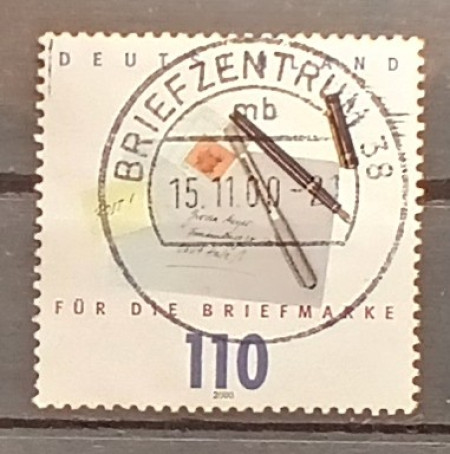 DEUTSCHLAND
BRIEFZENTRUM 38
mb
15.11.00-21
FÜR DIE BRIEFMARKE
110
2000